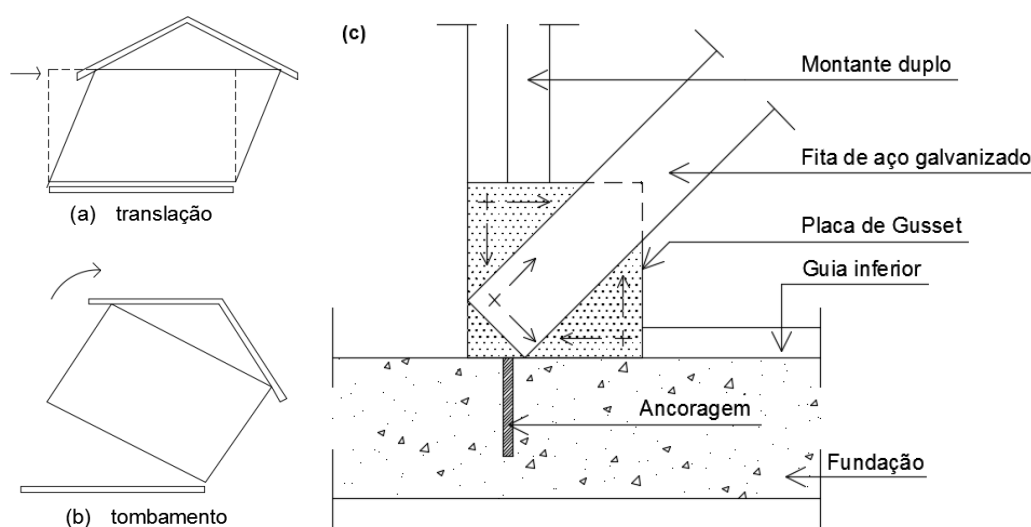 (c)
Montante duplo
Fita de aço galvanizado
Placa de Gusset
Guia inferior
Ancoragem
Fundação
(a) translação
(b) tombamento